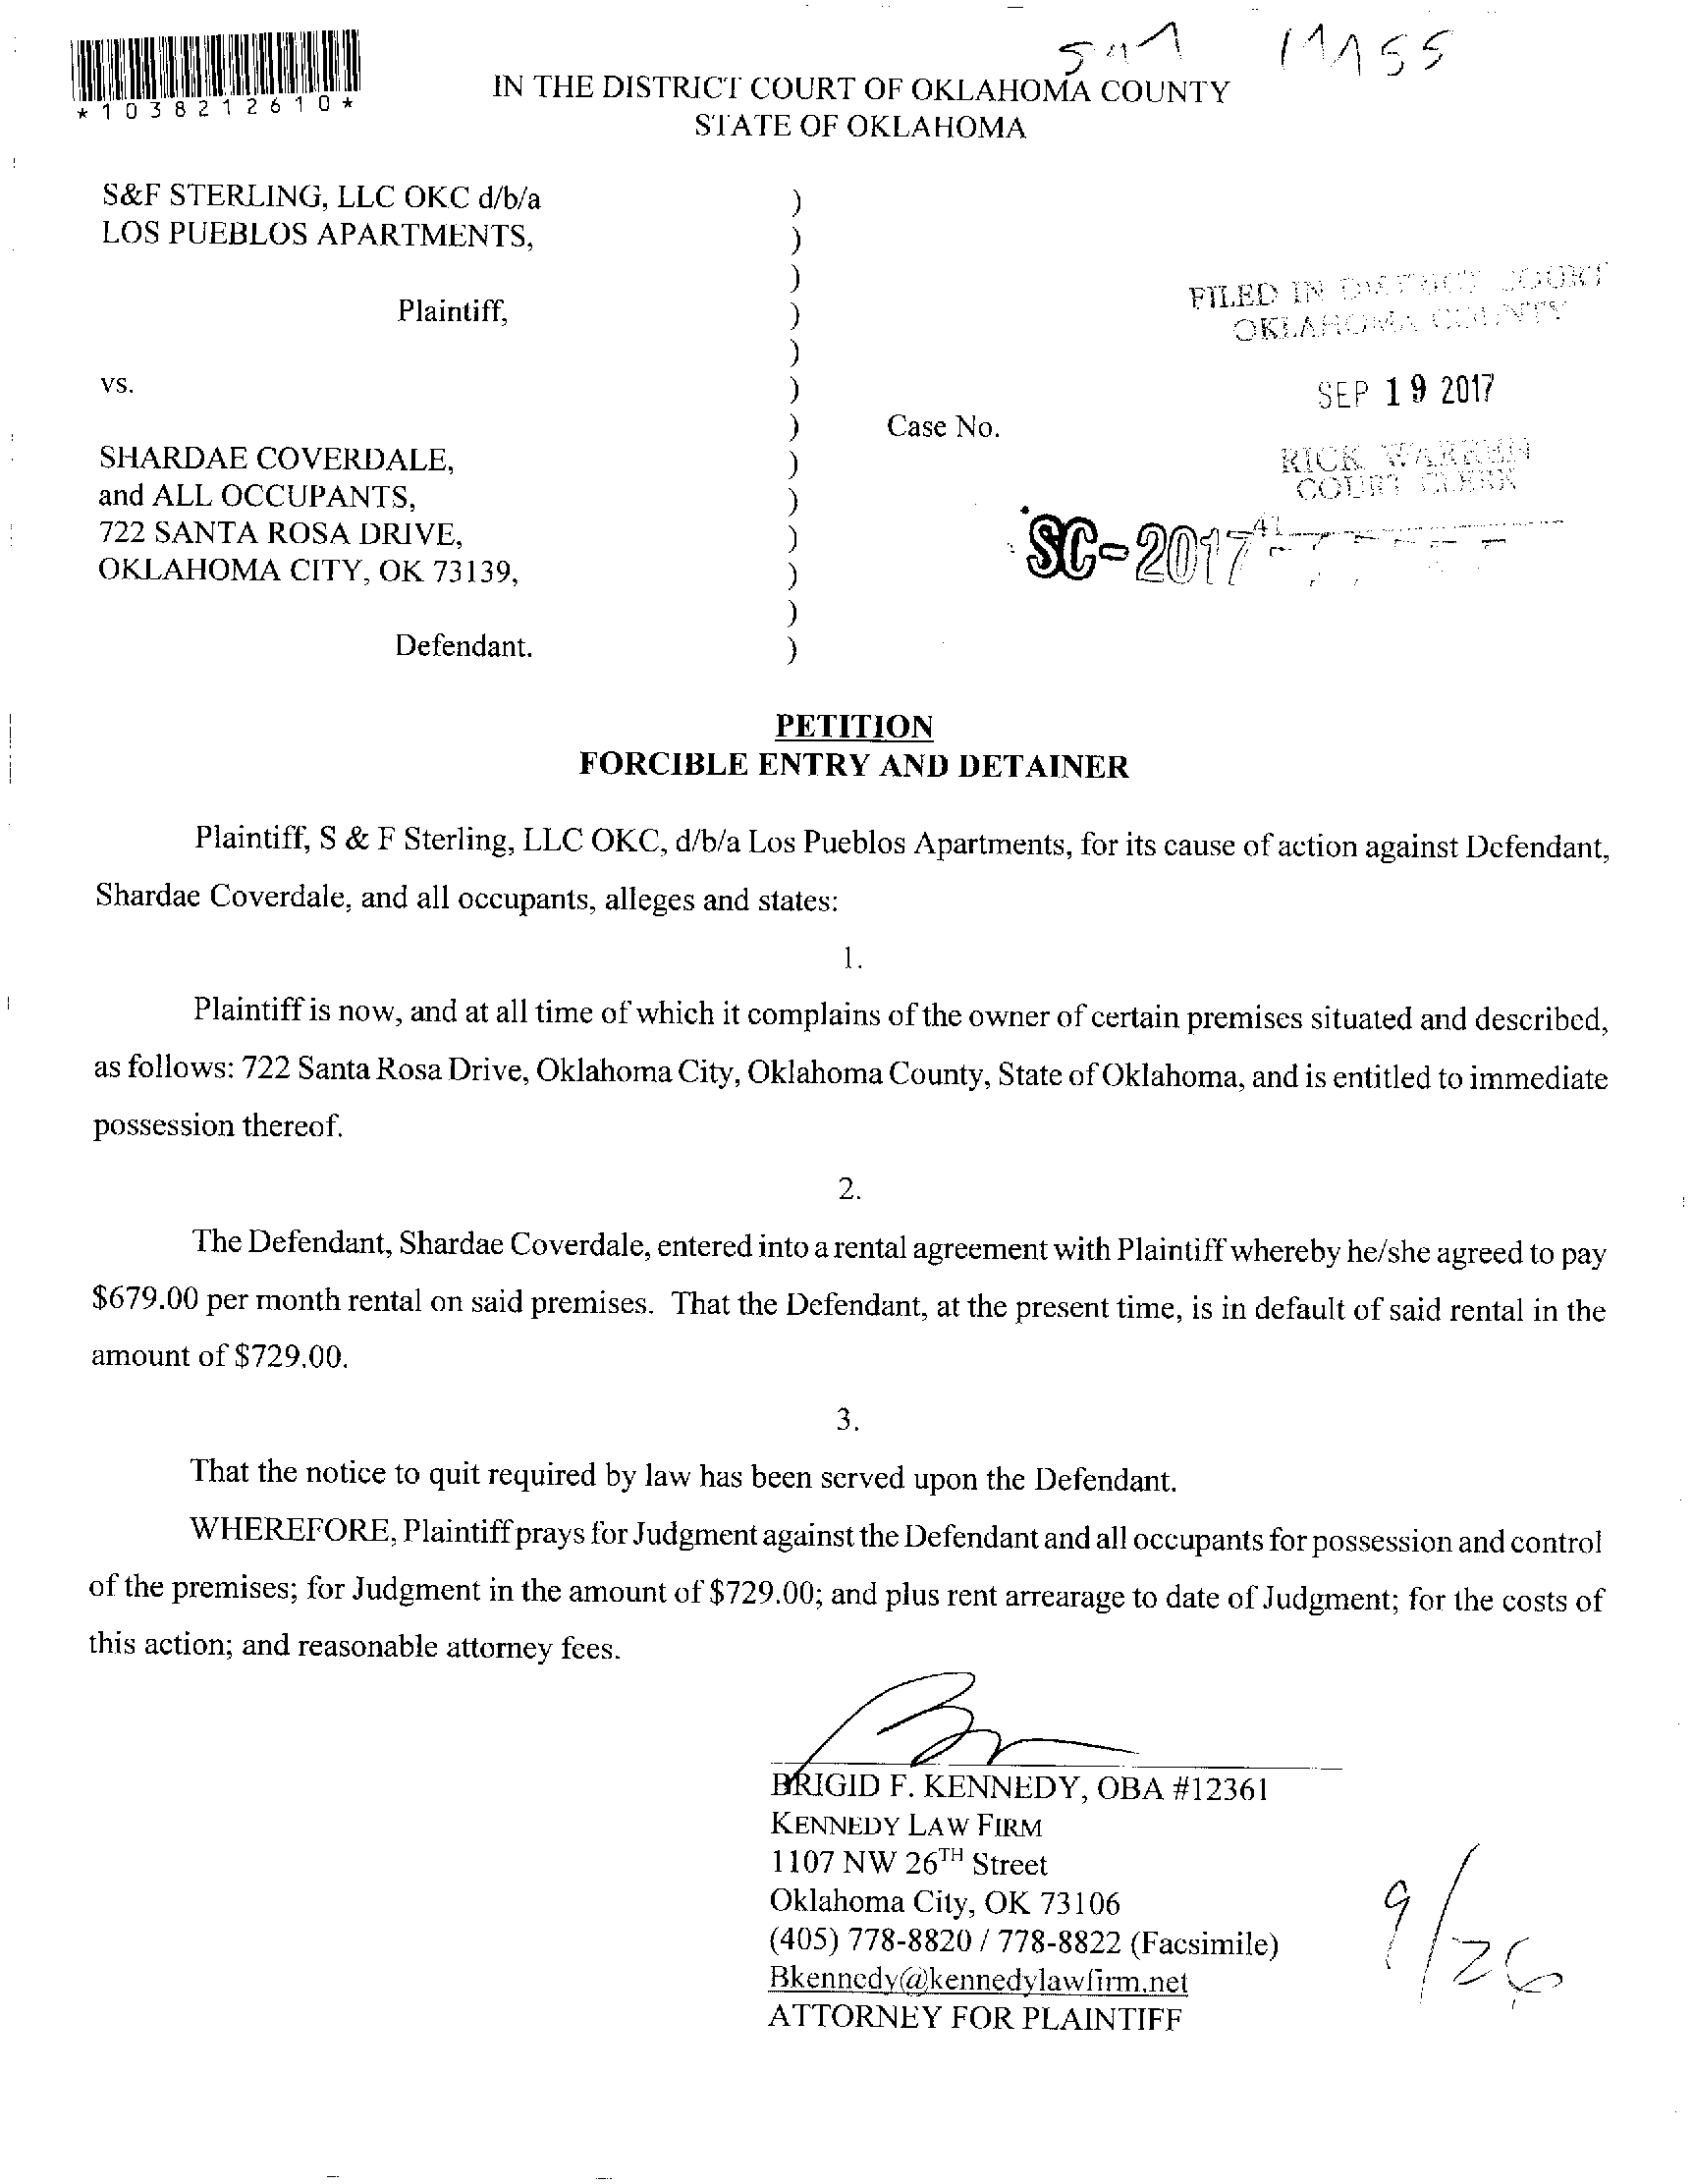 *1038212610*
IN THE DISTRICT COURT OF OKLAHOMA COUNTY
STATE OF OKLAHOMA
S&F STERLING, LLC OKC d/b/a
LOS PUEBLOS APARTMENTS,
Plaintiff,
vs.
SHARDAE COVERDALE,
and ALL OCCUPANTS,
722 SANTA ROSA DRIVE,
OKLAHOMA CITY, OK 73139,
Defendant.
)
)
)
)
)
)
)
)
)
)
)
)
)
FILED IN DISTRICT COURT
OKLAHOMA COUNTY
SEP 19 2017
Case No.
RICK WARREN
COURT CLERK
SC-2017
PETITION
FORCIBLE ENTRY AND DETAINER
Plaintiff, S & F Sterling, LLC OKC, d/b/a Los Pueblos Apartments, for its cause of action against Defendant,
Shardae Coverdale, and all occupants, alleges and states:
1.
Plaintiff is now, and at all time of which it complains of the owner of certain premises situated and described,
as follows: 722 Santa Rosa Drive, Oklahoma City, Oklahoma County, State of Oklahoma, and is entitled to immediate
possession thereof.
2.
The Defendant, Shardae Coverdale, entered into a rental agreement with Plaintiff whereby he/she agreed to pay
$679.00 per month rental on said premises. That the Defendant, at the present time, is in default of said rental in the
amount of $729.00.
3.
That the notice to quit required by law has been served upon the Defendant.
WHEREFORE, Plaintiff prays for Judgment against the Defendant and all occupants for possession and control
of the premises; for Judgment in the amount of $729.00; and plus rent arrearage to date of Judgment; for the costs of
this action; and reasonable attorney fees.
BRIGID F. KENNEDY, OBA #12361
KENNEDY LAW FIRM
1107 NW 26TH Street
Oklahoma City, OK 73106
(405) 778-8820 / 778-8822 (Facsimile)
Bkennedy@kennedylawfirm.net
ATTORNEY FOR PLAINTIFF
9/26